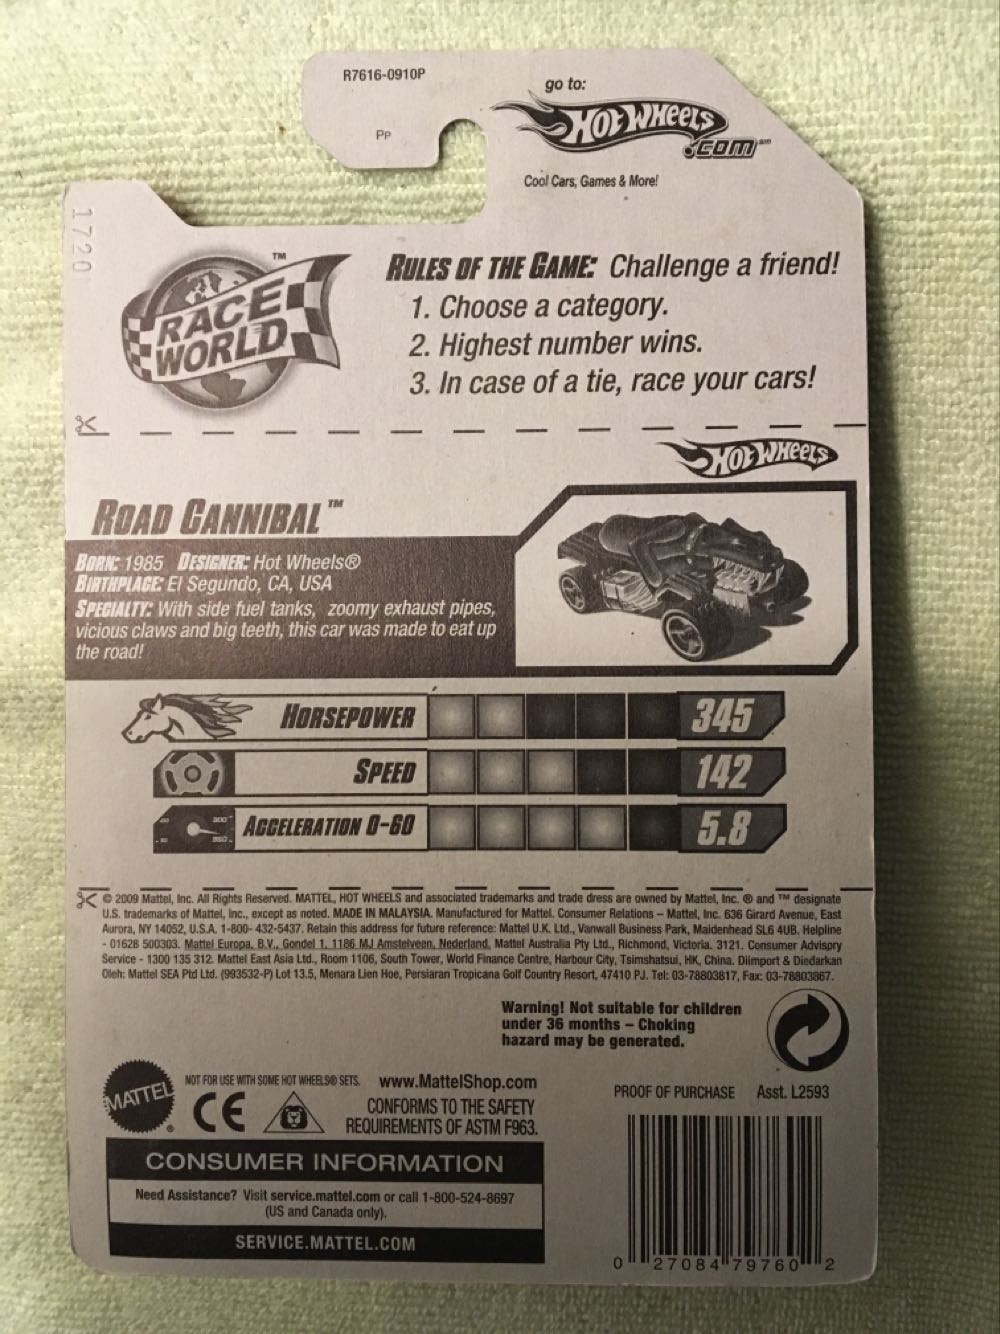 R7616-0910P
PP
go to:
HOT WHEELS
.COM℠
Cool Cars, Games & More!
1720
RACE WORLD™
RULES OF THE GAME: Challenge a friend!
1. Choose a category.
2. Highest number wins.
3. In case of a tie, race your cars!
HOT WHEELS
ROAD CANNIBAL™
BORN: 1985 DESIGNER: Hot Wheels®
BIRTHPLACE: El Segundo, CA, USA
SPECIALTY: With side fuel tanks, zoomy exhaust pipes,
vicious claws and big teeth, this car was made to eat up
the road!
HORSEPOWER 345
SPEED 142
ACCELERATION 0-60 5.8
© 2009 Mattel, Inc. All Rights Reserved. MATTEL, HOT WHEELS and associated trademarks and trade dress are owned by Mattel, Inc. ® and ™ designate
U.S. trademarks of Mattel, Inc., except as noted. MADE IN MALAYSIA. Manufactured for Mattel. Consumer Relations – Mattel, Inc. 636 Girard Avenue, East
Aurora, NY 14052, U.S.A. 1-800- 432-5437. Retain this address for future reference: Mattel U.K. Ltd., Vanwall Business Park, Maidenhead SL6 4UB. Helpline
- 01628 500303. Mattel Europa, B.V., Gondel 1, 1186 MJ Amstelveen, Nederland. Mattel Australia Pty Ltd., Richmond, Victoria. 3121. Consumer Advispry
Service - 1300 135 312. Mattel East Asia Ltd., Room 1106, South Tower, World Finance Centre, Harbour City, Tsimshatsui, HK, China. Diimport & Diedarkan
Oleh: Mattel SEA Ptd Ltd. (993532-P) Lot 13.5, Menara Lien Hoe, Persiaran Tropicana Golf Country Resort, 47410 PJ. Tel: 03-78803817, Fax: 03-78803867.
Warning! Not suitable for children
under 36 months – Choking
hazard may be generated.
MATTEL®
NOT FOR USE WITH SOME HOT WHEELS® SETS. www.MattelShop.com
CE
CONFORMS TO THE SAFETY
REQUIREMENTS OF ASTM F963.
PROOF OF PURCHASE Asst. L2593
CONSUMER INFORMATION
Need Assistance? Visit service.mattel.com or call 1-800-524-8697
(US and Canada only).
SERVICE.MATTEL.COM
0 27084 79760 2